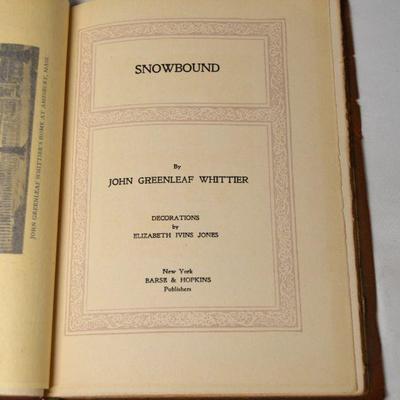 JOHN GREENLEAF WHITTIER'S HOME AT AMESBURY, MASS.
SNOWBOUND
By
JOHN GREENLEAF WHITTIER
DECORATIONS
by
ELIZABETH IVINS JONES
New York
BARSE & HOPKINS
Publishers